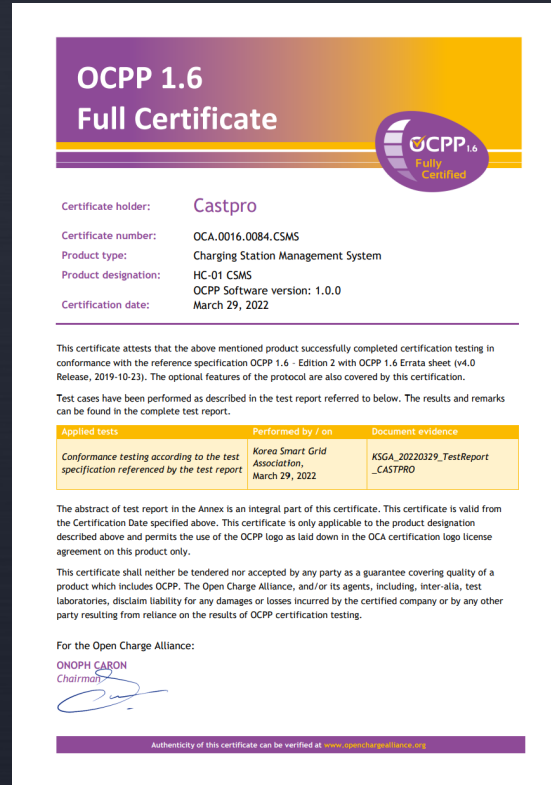 OCPP 1.6
Full Certificate
OCPP 1.6
Fully
Certified
Certificate holder: Castpro
Certificate number: OCA.0016.0084.CSMS
Product type: Charging Station Management System
Product designation: HC-01 CSMS
OCPP Software version: 1.0.0
Certification date: March 29, 2022
This certificate attests that the above mentioned product successfully completed certification testing in
conformance with the reference specification OCPP 1.6 - Edition 2 with OCPP 1.6 Errata sheet (v4.0
Release, 2019-10-23). The optional features of the protocol are also covered by this certification.
Test cases have been performed as described in the test report referred to below. The results and remarks
can be found in the complete test report.
Applied tests Performed by / on Document evidence
Conformance testing according to the test
specification referenced by the test report
Korea Smart Grid
Association,
March 29, 2022
KSGA_20220329_TestReport
_CASTPRO
The abstract of test report in the Annex is an integral part of this certificate. This certificate is valid from
the Certification Date specified above. This certificate is only applicable to the product designation
described above and permits the use of the OCPP logo as laid down in the OCA certification logo license
agreement on this product only.
This certificate shall neither be tendered nor accepted by any party as a guarantee covering quality of a
product which includes OCPP. The Open Charge Alliance, and/or its agents, including, inter-alia, test
laboratories, disclaim liability for any damages or losses incurred by the certified company or by any other
party resulting from reliance on the results of OCPP certification testing.
For the Open Charge Alliance:
ONOPH CARON
Chairman
Authenticity of this certificate can be verified at www.openchargealliance.org